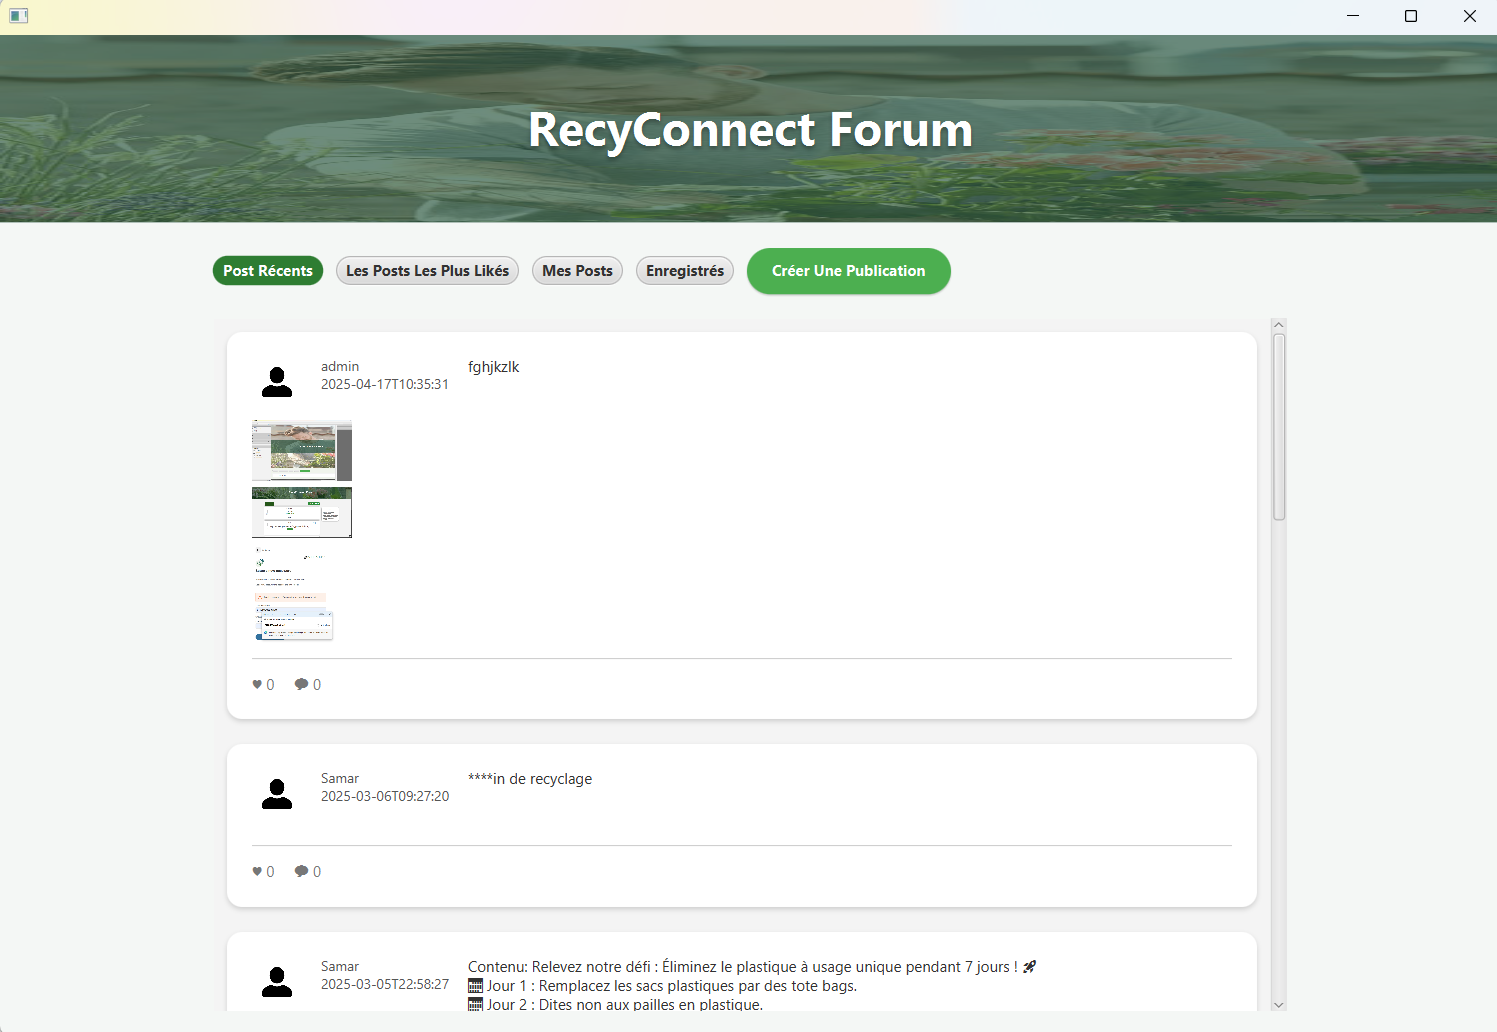 RecyConnect Forum
Post Récents
Les Posts Les Plus Likés
Mes Posts
Enregistrés
Créer Une Publication
admin
2025-04-17T10:35:31
fghjkzlk
0
0
Samar
2025-03-06T09:27:20
****in de recyclage
0
0
Samar
2025-03-05T22:58:27
Contenu: Relevez notre défi : Éliminez le plastique à usage unique pendant 7 jours ! 🚀
🗓 Jour 1 : Remplacez les sacs plastiques par des tote bags.
🗓 Jour 2 : Dites non aux pailles en plastique.